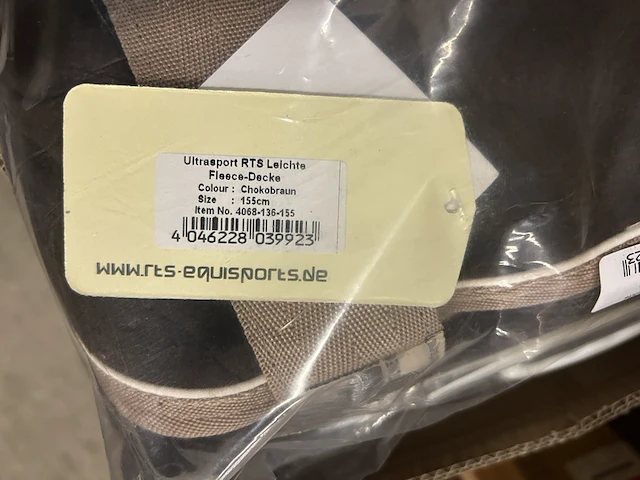 Ultrasport RTS Leichte
Fleece-Decke
Colour : Chokobraun
Size : 155cm
Item No. 4068-136-155
4 046228 039923
www.rts-equisports.de
23